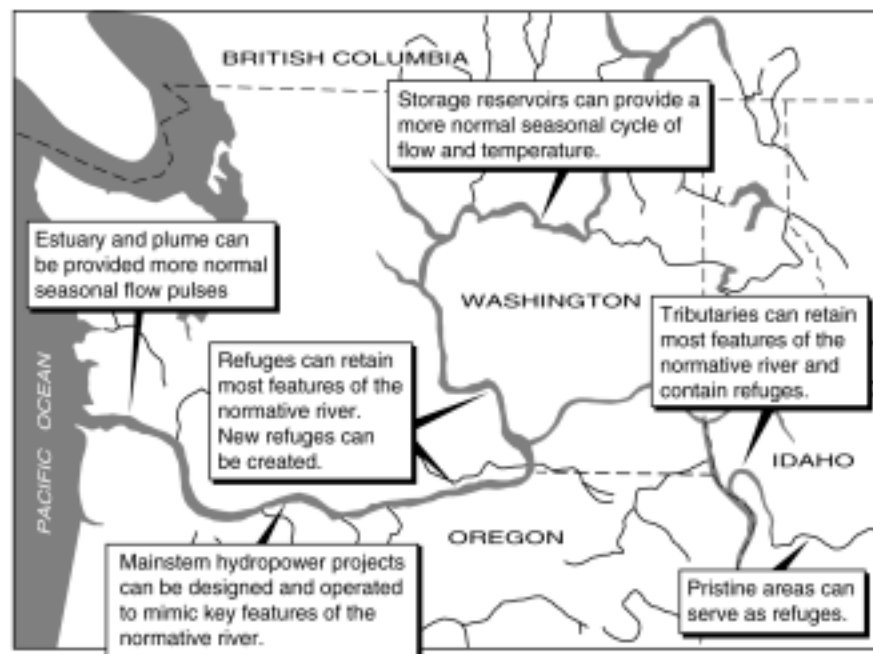 BRITISH COLUMBIA
Storage reservoirs can provide a
more normal seasonal cycle of
flow and temperature.
Estuary and plume can
be provided more normal
seasonal flow pulses
WASHINGTON
Tributaries can retain
most features of the
normative river and
contain refuges.
Refuges can retain
most features of the
normative river.
New refuges can
be created.
PACIFIC OCEAN
IDAHO
OREGON
Mainstem hydropower projects
can be designed and operated
to mimic key features of the
normative river.
Pristine areas can
serve as refuges.